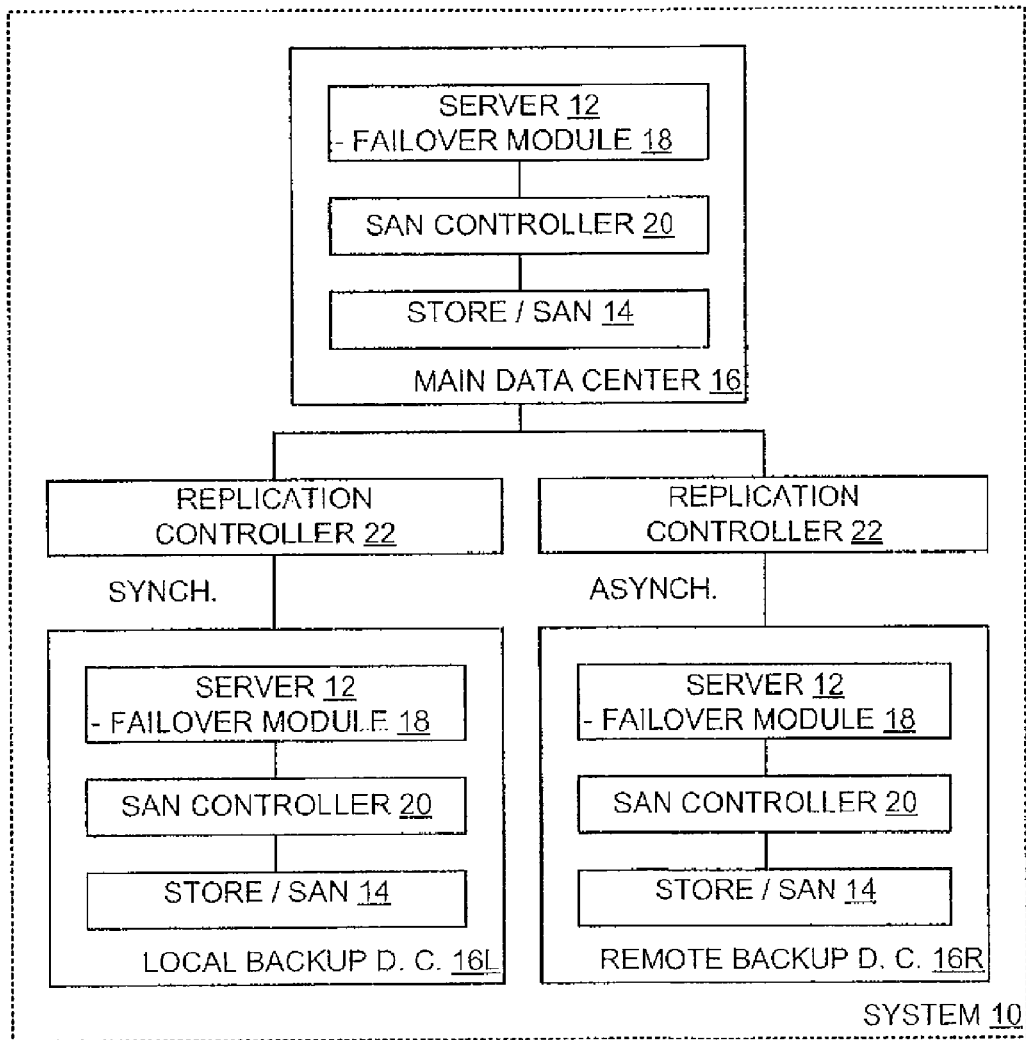 SERVER 12
- FAILOVER MODULE 18
SAN CONTROLLER 20
STORE / SAN 14
MAIN DATA CENTER 16
REPLICATION
CONTROLLER 22
REPLICATION
CONTROLLER 22
SYNCH.
ASYNCH.
SERVER 12
- FAILOVER MODULE 18
SAN CONTROLLER 20
STORE / SAN 14
LOCAL BACKUP D. C. 16L
SERVER 12
- FAILOVER MODULE 18
SAN CONTROLLER 20
STORE / SAN 14
REMOTE BACKUP D. C. 16R
SYSTEM 10